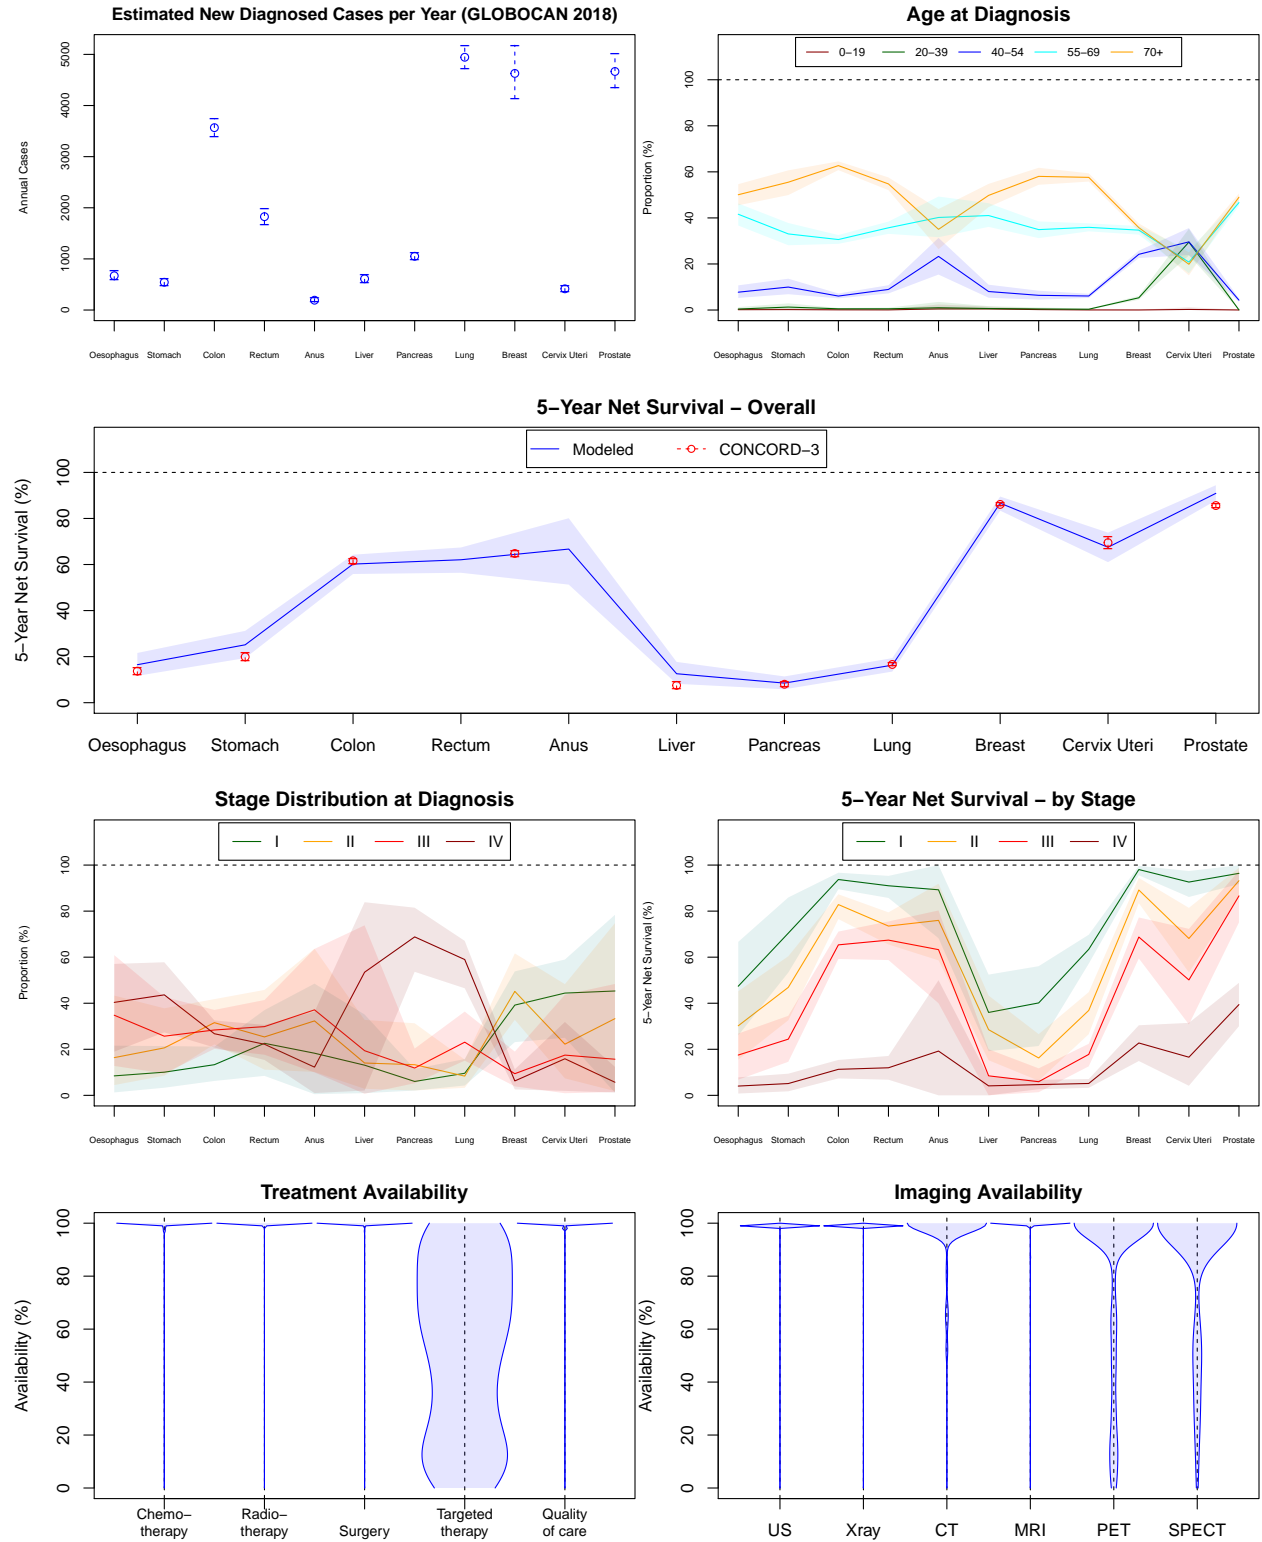 Estimated New Diagnosed Cases per Year (GLOBOCAN 2018)
Annual Cases
0
1000
2000
3000
4000
5000
Oesophagus Stomach Colon Rectum Anus Liver Pancreas Lung Breast Cervix Uteri Prostate
Age at Diagnosis
0−19 20−39 40−54 55−69 70+
Proportion (%)
0
20
40
60
80
100
Oesophagus Stomach Colon Rectum Anus Liver Pancreas Lung Breast Cervix Uteri Prostate
5−Year Net Survival − Overall
Modeled CONCORD−3
5−Year Net Survival (%)
0
20
40
60
80
100
Oesophagus Stomach Colon Rectum Anus Liver Pancreas Lung Breast Cervix Uteri Prostate
Stage Distribution at Diagnosis
I II III IV
Proportion (%)
0
20
40
60
80
100
Oesophagus Stomach Colon Rectum Anus Liver Pancreas Lung Breast Cervix Uteri Prostate
5−Year Net Survival − by Stage
I II III IV
5−Year Net Survival (%)
0
20
40
60
80
100
Oesophagus Stomach Colon Rectum Anus Liver Pancreas Lung Breast Cervix Uteri Prostate
Treatment Availability
Availability (%)
0
20
40
60
80
100
Chemo−
therapy
Radio−
therapy
Surgery
Targeted
therapy
Quality
of care
Imaging Availability
Availability (%)
0
20
40
60
80
100
US Xray CT MRI PET SPECT